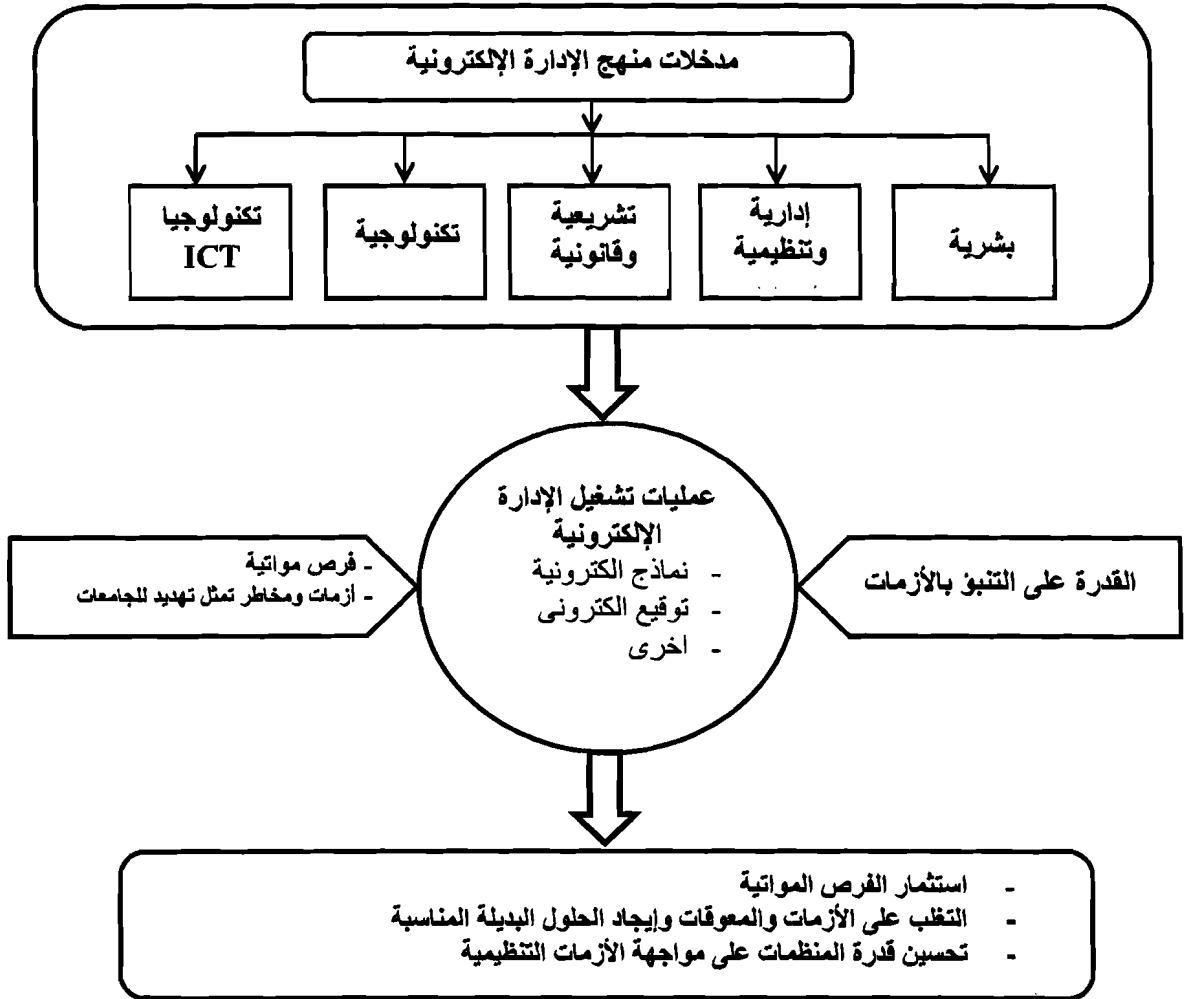 مدخلات منهج الإدارة الإلكترونية
بشرية
إدارية
وتنظيمية
تشريعية
وقانونية
تكنولوجية
تكنولوجيا
ICT
عمليات تشغيل الإدارة
الإلكترونية
- نماذج الكترونية
- توقيع الكترونى
- اخرى
القدرة على التنبؤ بالأزمات
- فرص مواتية
- أزمات ومخاطر تمثل تهديد للجامعات
- استثمار الفرص المواتية
- التغلب على الأزمات والمعوقات وإيجاد الحلول البديلة المناسبة
- تحسين قدرة المنظمات على مواجهة الأزمات التنظيمية